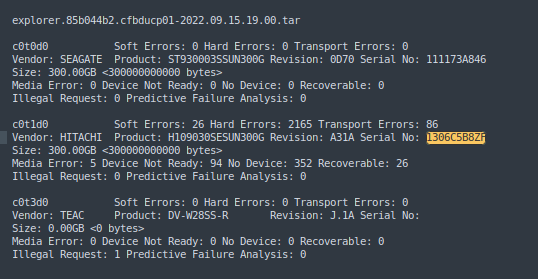 explorer.85b044b2.cfbducp01-2022.09.15.19.00.tar
c0t0d0 Soft Errors: 0 Hard Errors: 0 Transport Errors: 0
Vendor: SEAGATE Product: ST930003SSUN300G Revision: 0D70 Serial No: 111173A846
Size: 300.00GB <300000000000 bytes>
Media Error: 0 Device Not Ready: 0 No Device: 0 Recoverable: 0
Illegal Request: 0 Predictive Failure Analysis: 0
c0t1d0 Soft Errors: 26 Hard Errors: 2165 Transport Errors: 86
Vendor: HITACHI Product: H109030SESUN300G Revision: A31A Serial No: 1306C5B8ZF
Size: 300.00GB <300000000000 bytes>
Media Error: 5 Device Not Ready: 94 No Device: 352 Recoverable: 26
Illegal Request: 0 Predictive Failure Analysis: 0
c0t3d0 Soft Errors: 0 Hard Errors: 0 Transport Errors: 0
Vendor: TEAC Product: DV-W28SS-R Revision: J.1A Serial No:
Size: 0.00GB <0 bytes>
Media Error: 0 Device Not Ready: 0 No Device: 0 Recoverable: 0
Illegal Request: 1 Predictive Failure Analysis: 0